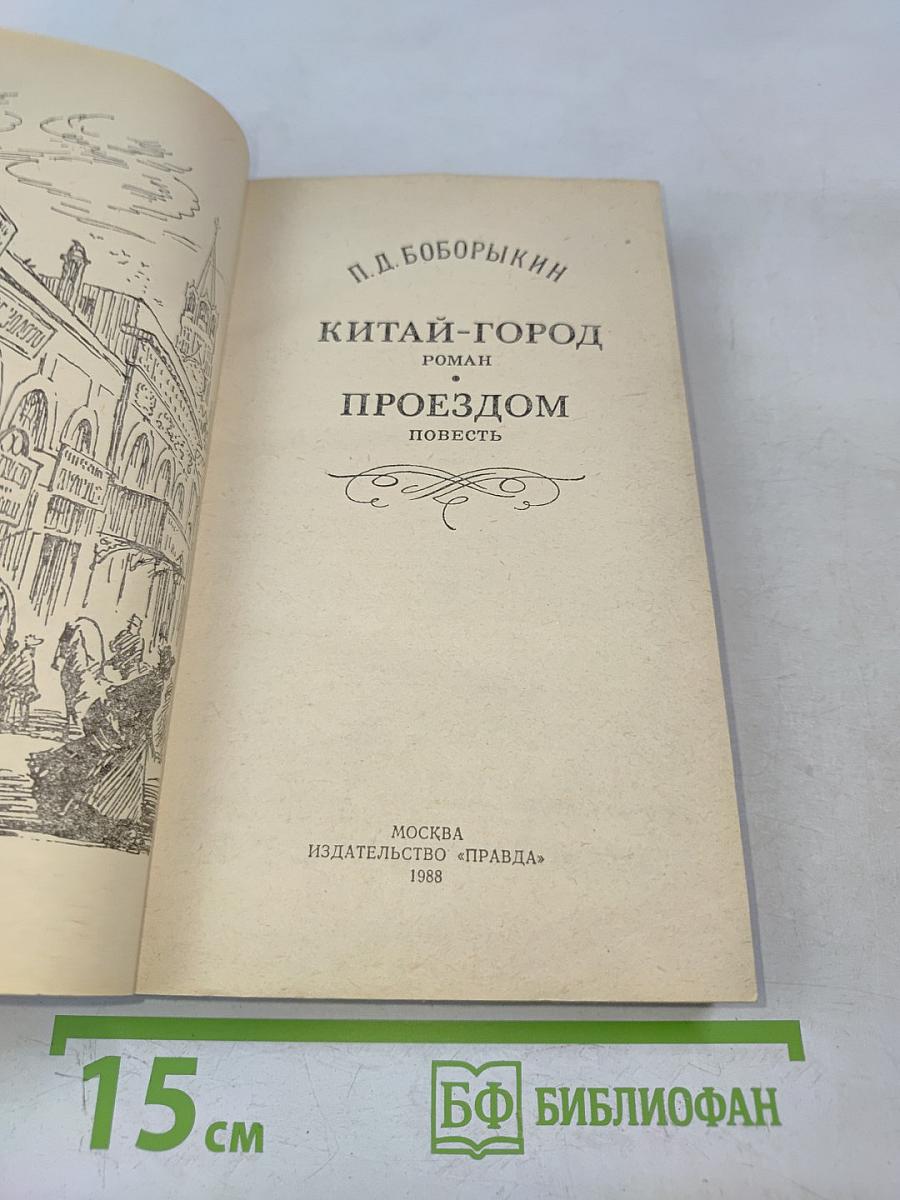 П.Д. БОБОРЫКИН
КИТАЙ-ГОРОД
РОМАН
ПРОЕЗДОМ
ПОВЕСТЬ
МОСКВА
ИЗДАТЕЛЬСТВО «ПРАВДА»
1988
15 см
БФ БИБЛИОФАН